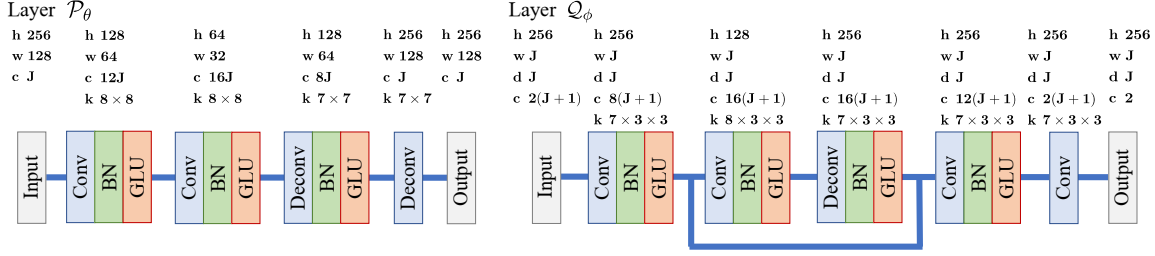 Layer 𝒫θ
h 256
w 128
c J
h 128
w 64
c 12J
k 8 × 8
h 64
w 32
c 16J
k 8 × 8
h 128
w 64
c 8J
k 7 × 7
h 256
w 128
c J
k 7 × 7
h 256
w 128
c J
Input
Conv
BN
GLU
Conv
BN
GLU
Deconv
BN
GLU
Deconv
Output
Layer 𝒬ϕ
h 256
w J
d J
c 2(J + 1)
h 256
w J
d J
c 8(J + 1)
k 7 × 3 × 3
h 128
w J
d J
c 16(J + 1)
k 8 × 3 × 3
h 256
w J
d J
c 16(J + 1)
k 7 × 3 × 3
h 256
w J
d J
c 12(J + 1)
k 7 × 3 × 3
h 256
w J
d J
c 2(J + 1)
k 7 × 3 × 3
h 256
w J
d J
c 2
Input
Conv
BN
GLU
Conv
BN
GLU
Deconv
BN
GLU
Conv
BN
GLU
Conv
Output